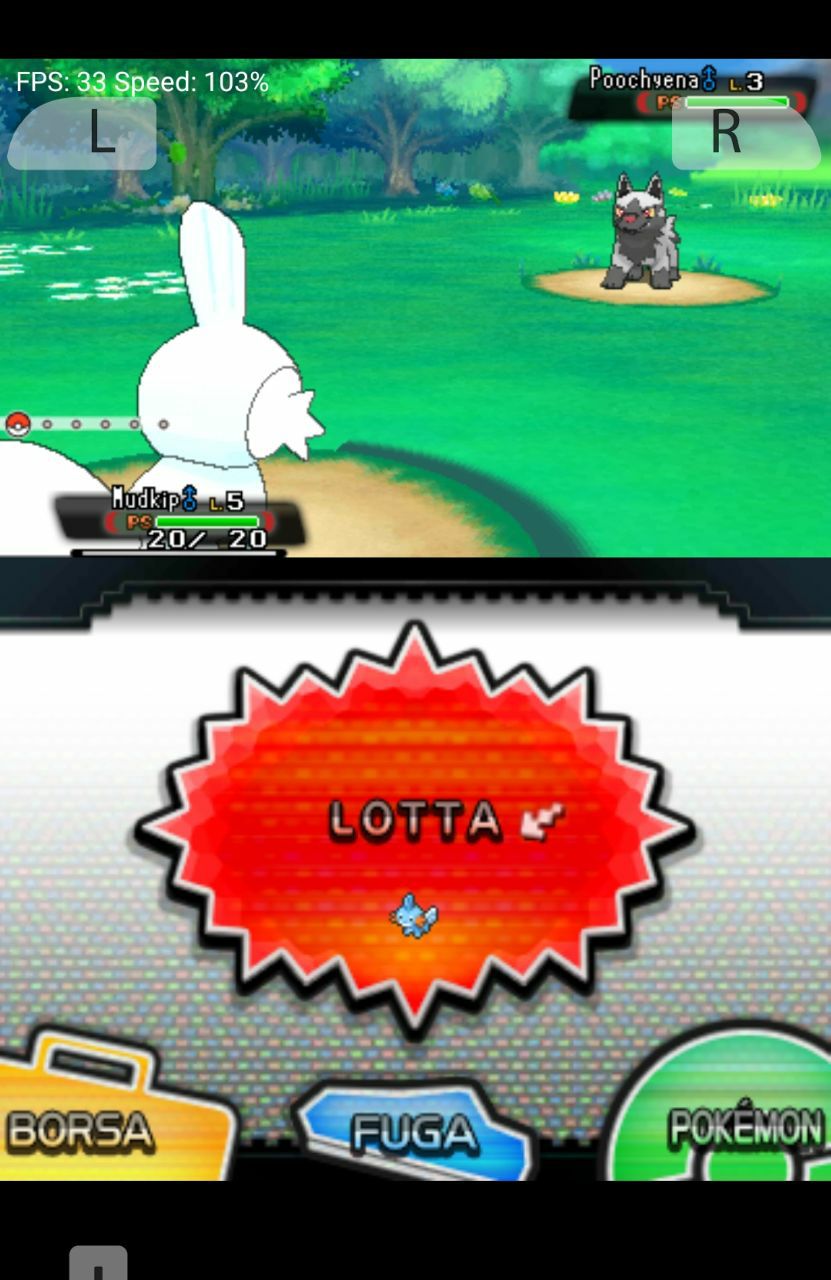 FPS: 33 Speed: 103%
Poochyena♂ L.3
PS
L
R
Mudkip♂ L.5
PS
20/ 20
LOTTA
BORSA
FUGA
POKÉMON